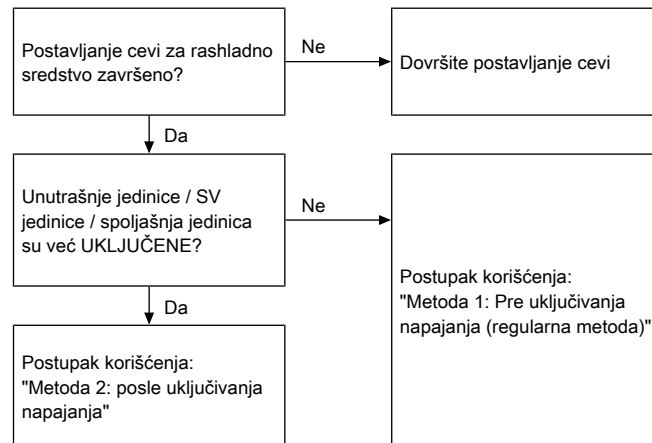 Postavljanje cevi za rashladno
sredstvo završeno?
Ne
Dovršite postavljanje cevi
Da
Unutrašnje jedinice / SV
jedinice / spoljašnja jedinica
su već UKLJUČENE?
Ne
Postupak korišćenja:
"Metoda 1: Pre uključivanja
napajanja (regularna metoda)"
Da
Postupak korišćenja:
"Metoda 2: posle uključivanja
napajanja"